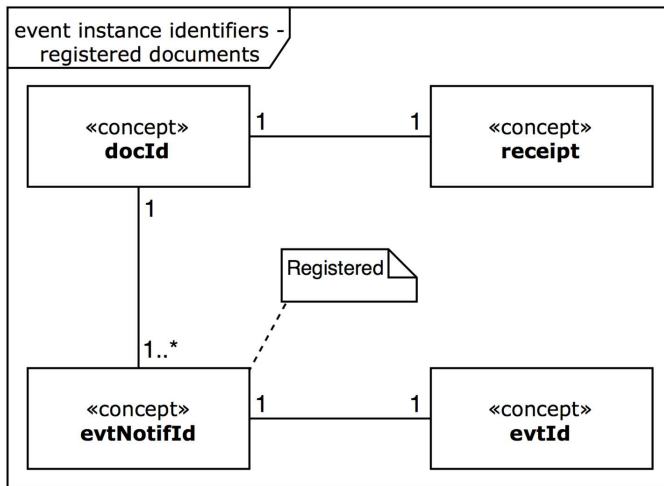 event instance identifiers -
registered documents
«concept»
docId
1
1
«concept»
receipt
1
Registered
1..*
«concept»
evtNotifId
1
1
«concept»
evtId